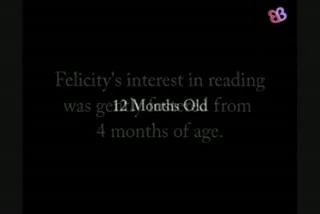 Felicity's interest in reading
was from
12 Months Old
4 months of age.